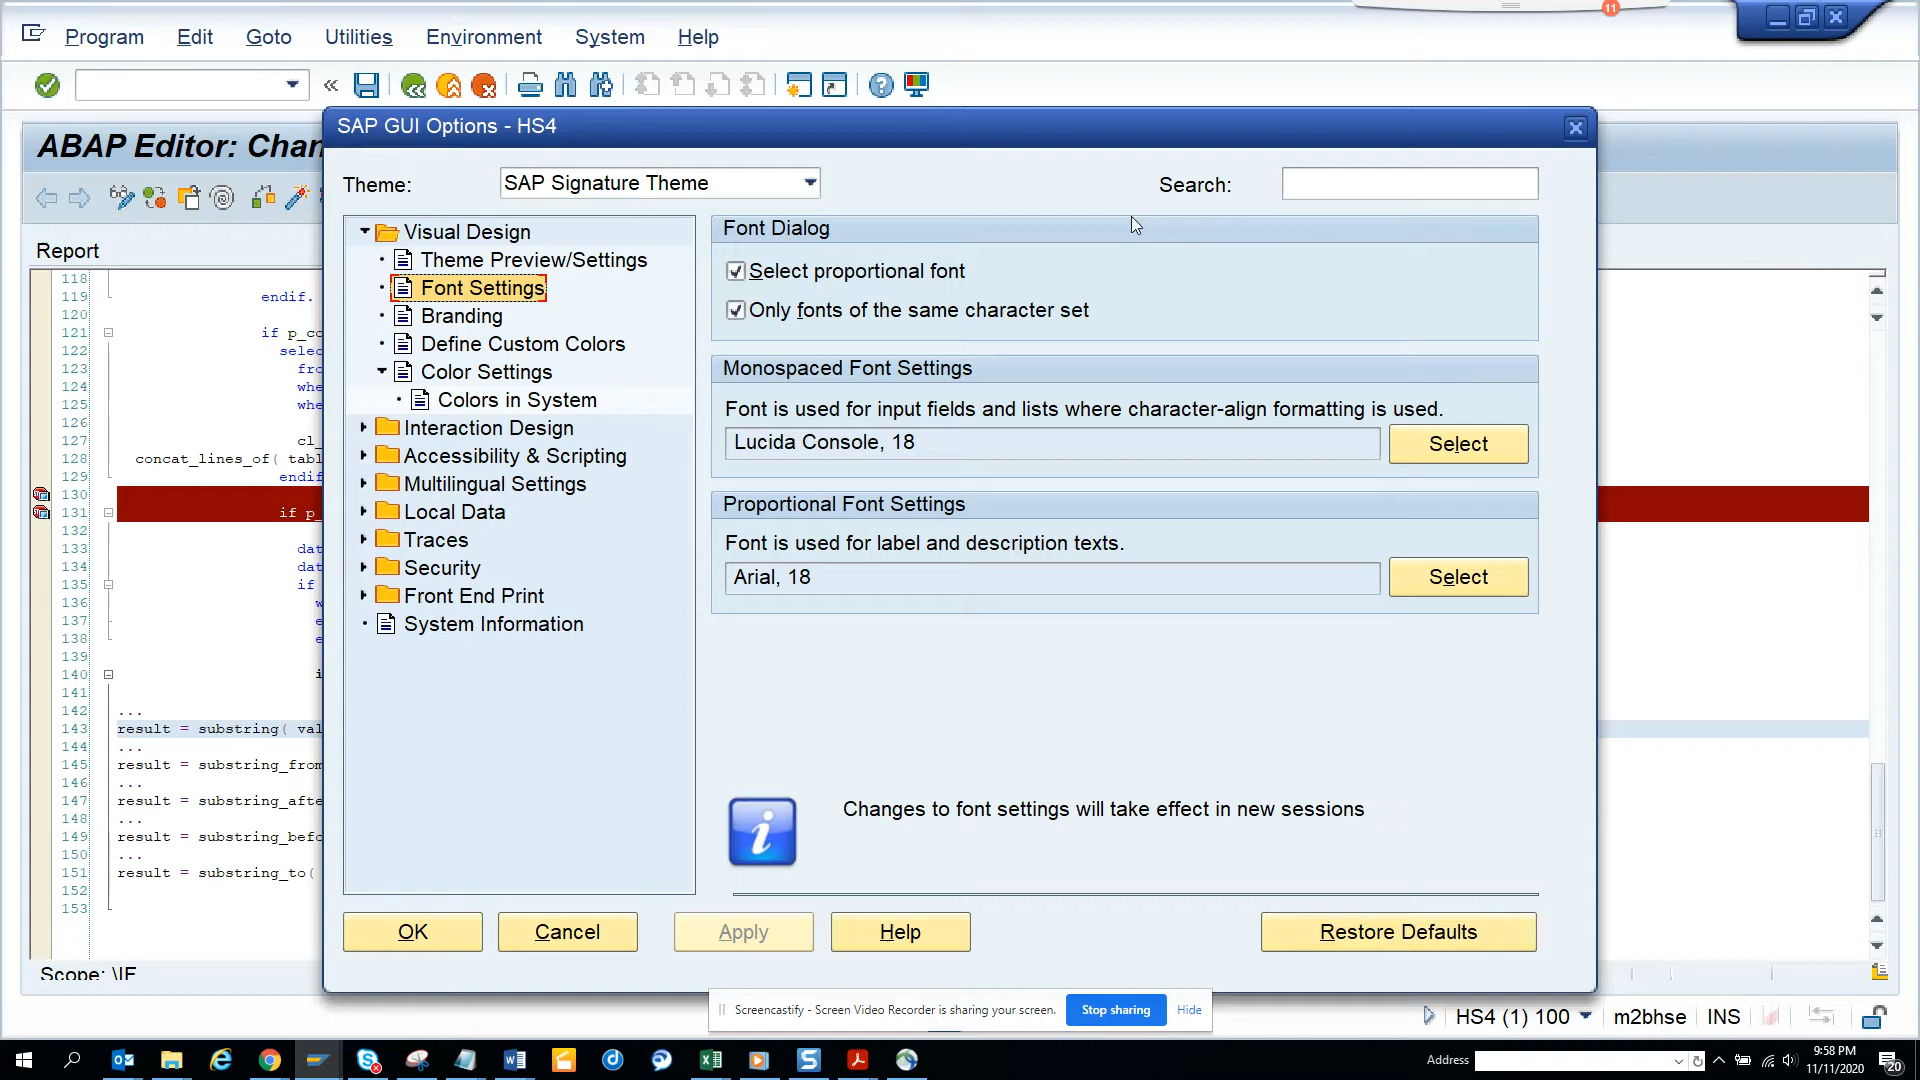 11
Program Edit Goto Utilities Environment System Help
ABAP Editor: Chan
SAP GUI Options - HS4
Theme: SAP Signature Theme Search:
Report
Visual Design
Theme Preview/Settings
Font Settings
Branding
Define Custom Colors
Color Settings
Colors in System
Interaction Design
Accessibility & Scripting
Multilingual Settings
Local Data
Traces
Security
Front End Print
System Information
Font Dialog
Select proportional font
Only fonts of the same character set
Monospaced Font Settings
Font is used for input fields and lists where character-align formatting is used.
Lucida Console, 18 Select
Proportional Font Settings
Font is used for label and description texts.
Arial, 18 Select
Changes to font settings will take effect in new sessions
OK Cancel Apply Help Restore Defaults
118
119 endif.
120
121 if p_co
122 selec
123 fro
124 whe
125 whe
126
127 cl_
128 concat_lines_of( tabl
129 endif
130
131 if p_
132
133 dat
134 dat
135 if
136 w
137 e
138 e
139
140 i
141
142 ...
143 result = substring( val
144 ...
145 result = substring_from
146 ...
147 result = substring_afte
148 ...
149 result = substring_befo
150 ...
151 result = substring_to(
152
153
Scope: \IF
Screencastify - Screen Video Recorder is sharing your screen. Stop sharing Hide
HS4 (1) 100 m2bhse INS
Address
9:58 PM
11/11/2020
20